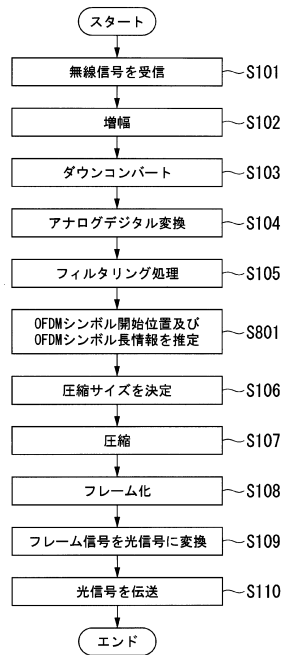 スタート
無線信号を受信 S101
増幅 S102
ダウンコンバート S103
アナログデジタル変換 S104
フィルタリング処理 S105
OFDMシンボル開始位置及び
OFDMシンボル長情報を推定 S801
圧縮サイズを決定 S106
圧縮 S107
フレーム化 S108
フレーム信号を光信号に変換 S109
光信号を伝送 S110
エンド